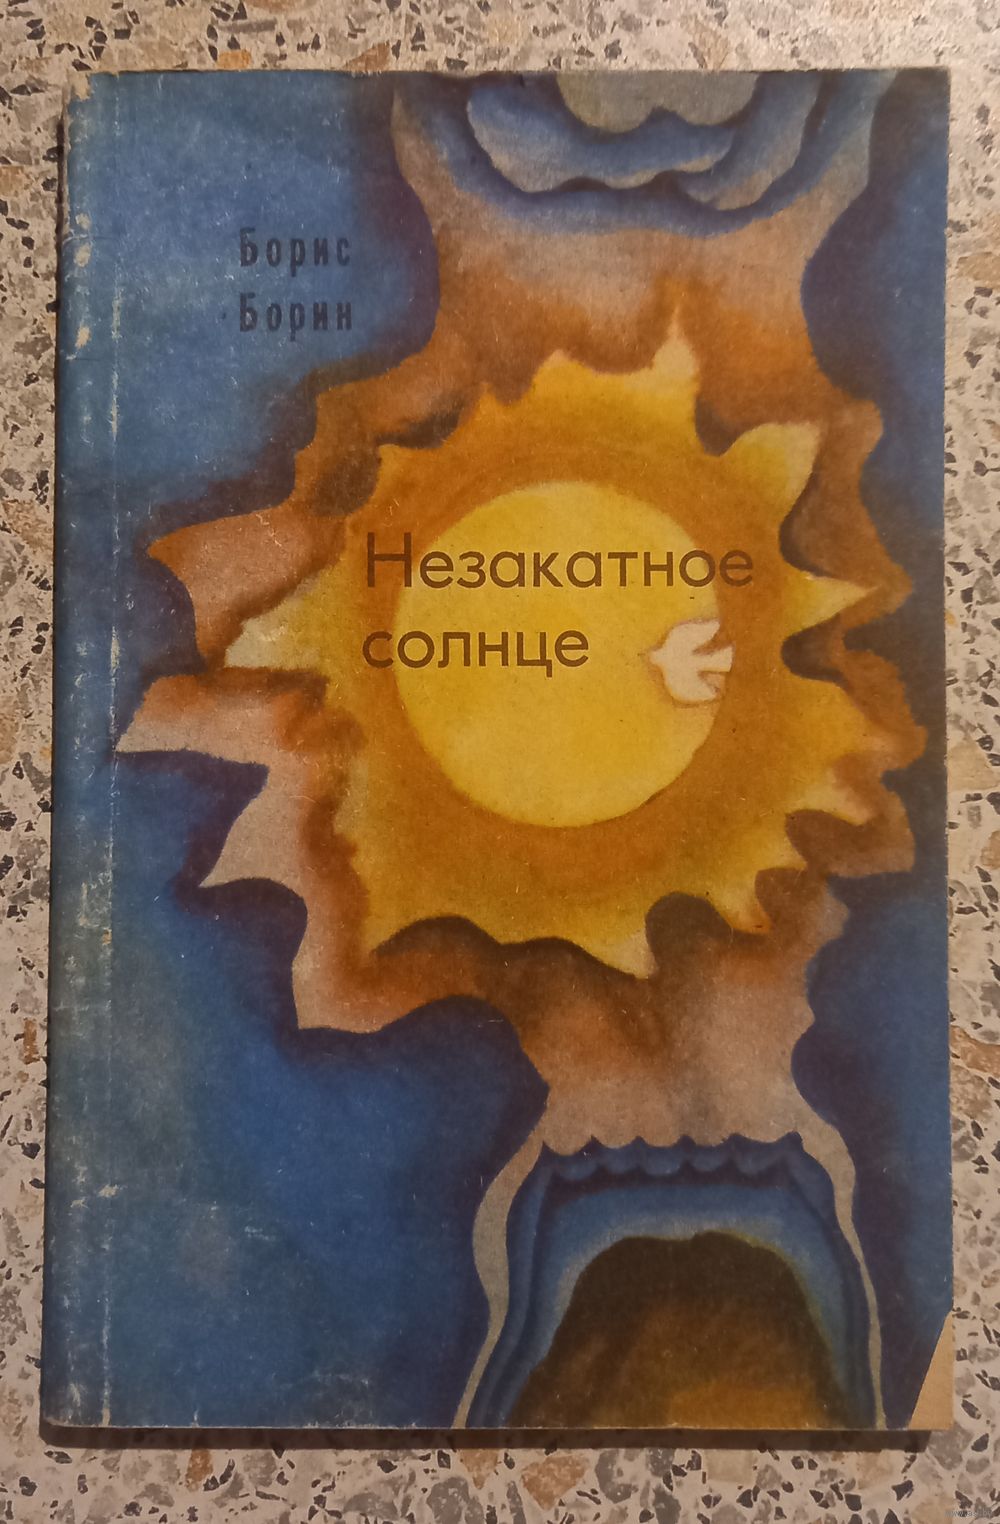 Борис
Борин
Незакатное
солнце